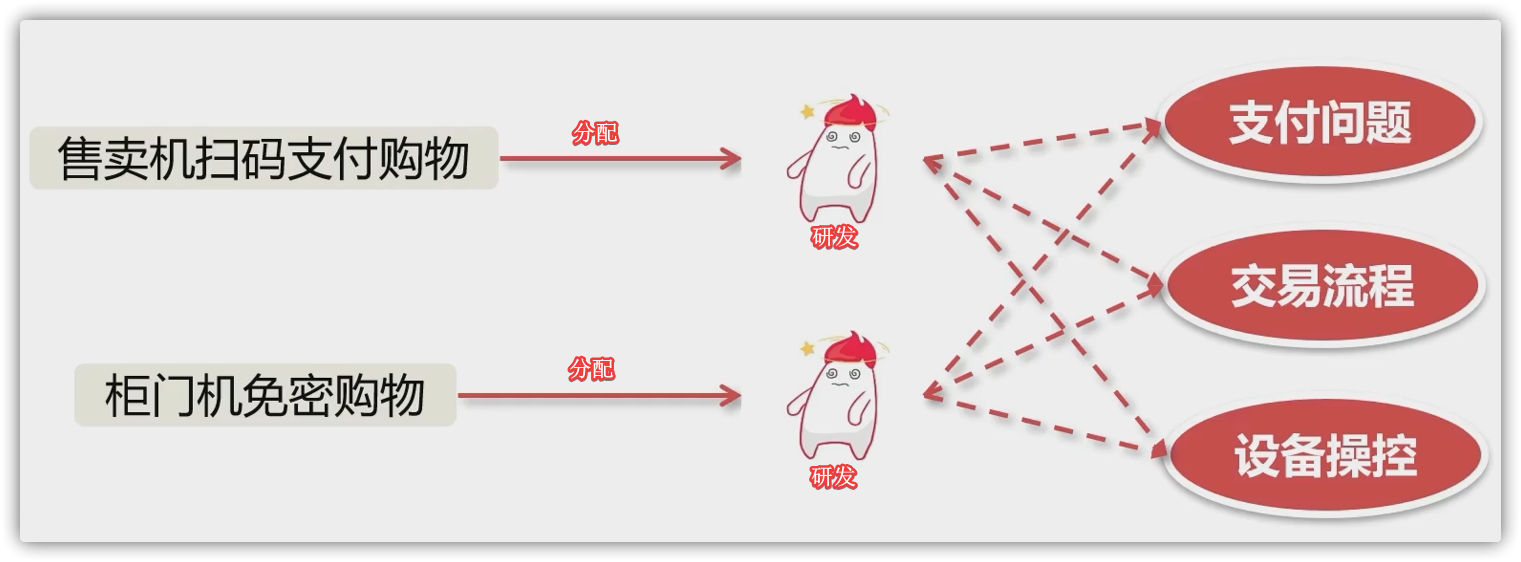 支付问题
分配
售卖机扫码支付购物
研发
交易流程
分配
柜门机免密购物
设备操控
研发